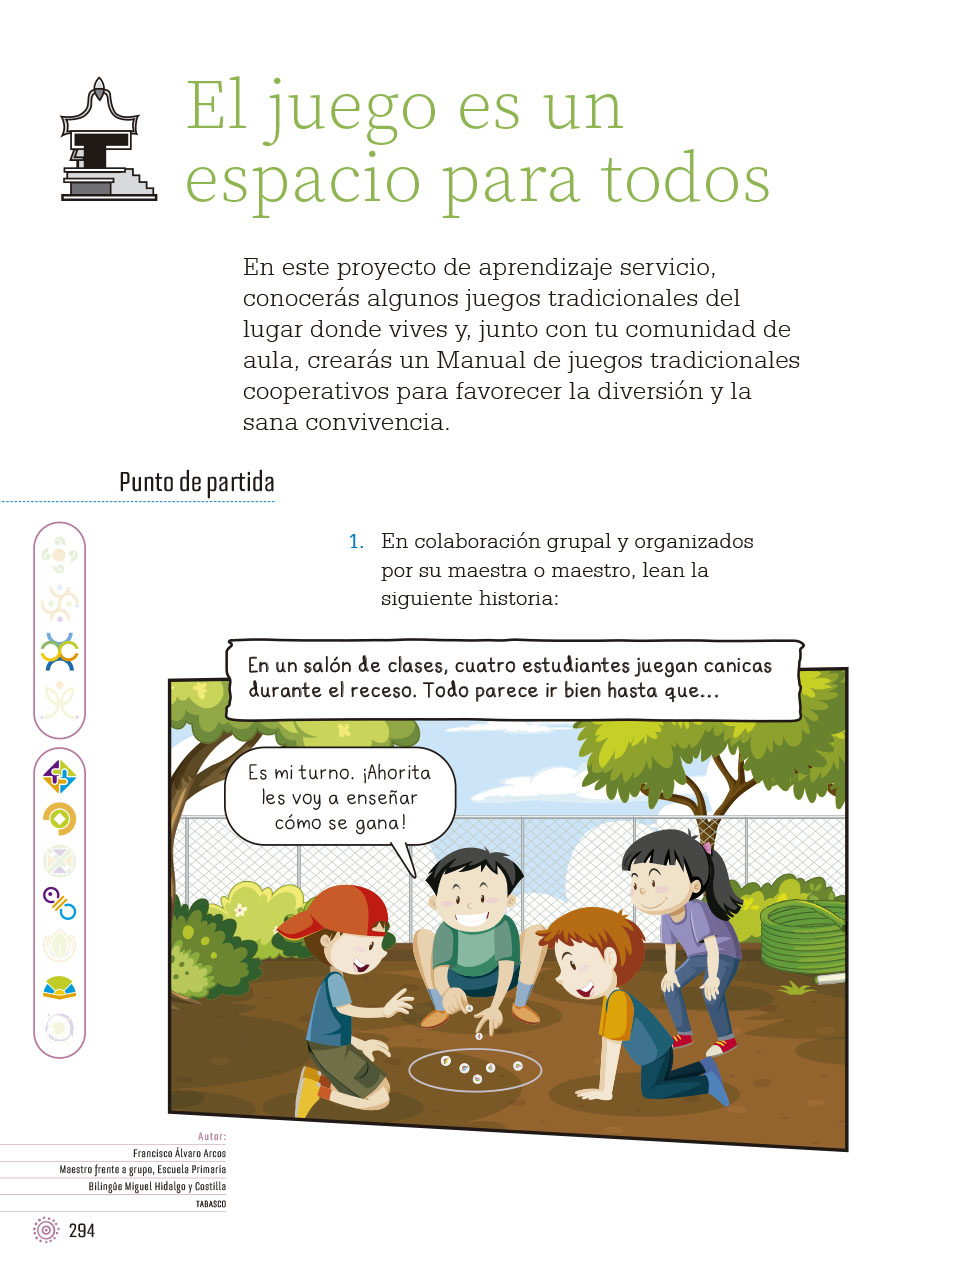 El juego es un
espacio para todos
En este proyecto de aprendizaje servicio,
conocerás algunos juegos tradicionales del
lugar donde vives y, junto con tu comunidad de
aula, crearás un Manual de juegos tradicionales
cooperativos para favorecer la diversión y la
sana convivencia.
Punto de partida
1. En colaboración grupal y organizados
por su maestra o maestro, lean la
siguiente historia:
En un salón de clases, cuatro estudiantes juegan canicas
durante el receso. Todo parece ir bien hasta que...
Es mi turno. ¡Ahorita
les voy a enseñar
cómo se gana!
Autor:
Francisco Álvaro Arcos
Maestro frente a grupo, Escuela Primaria
Bilingüe Miguel Hidalgo y Costilla
TABASCO
294